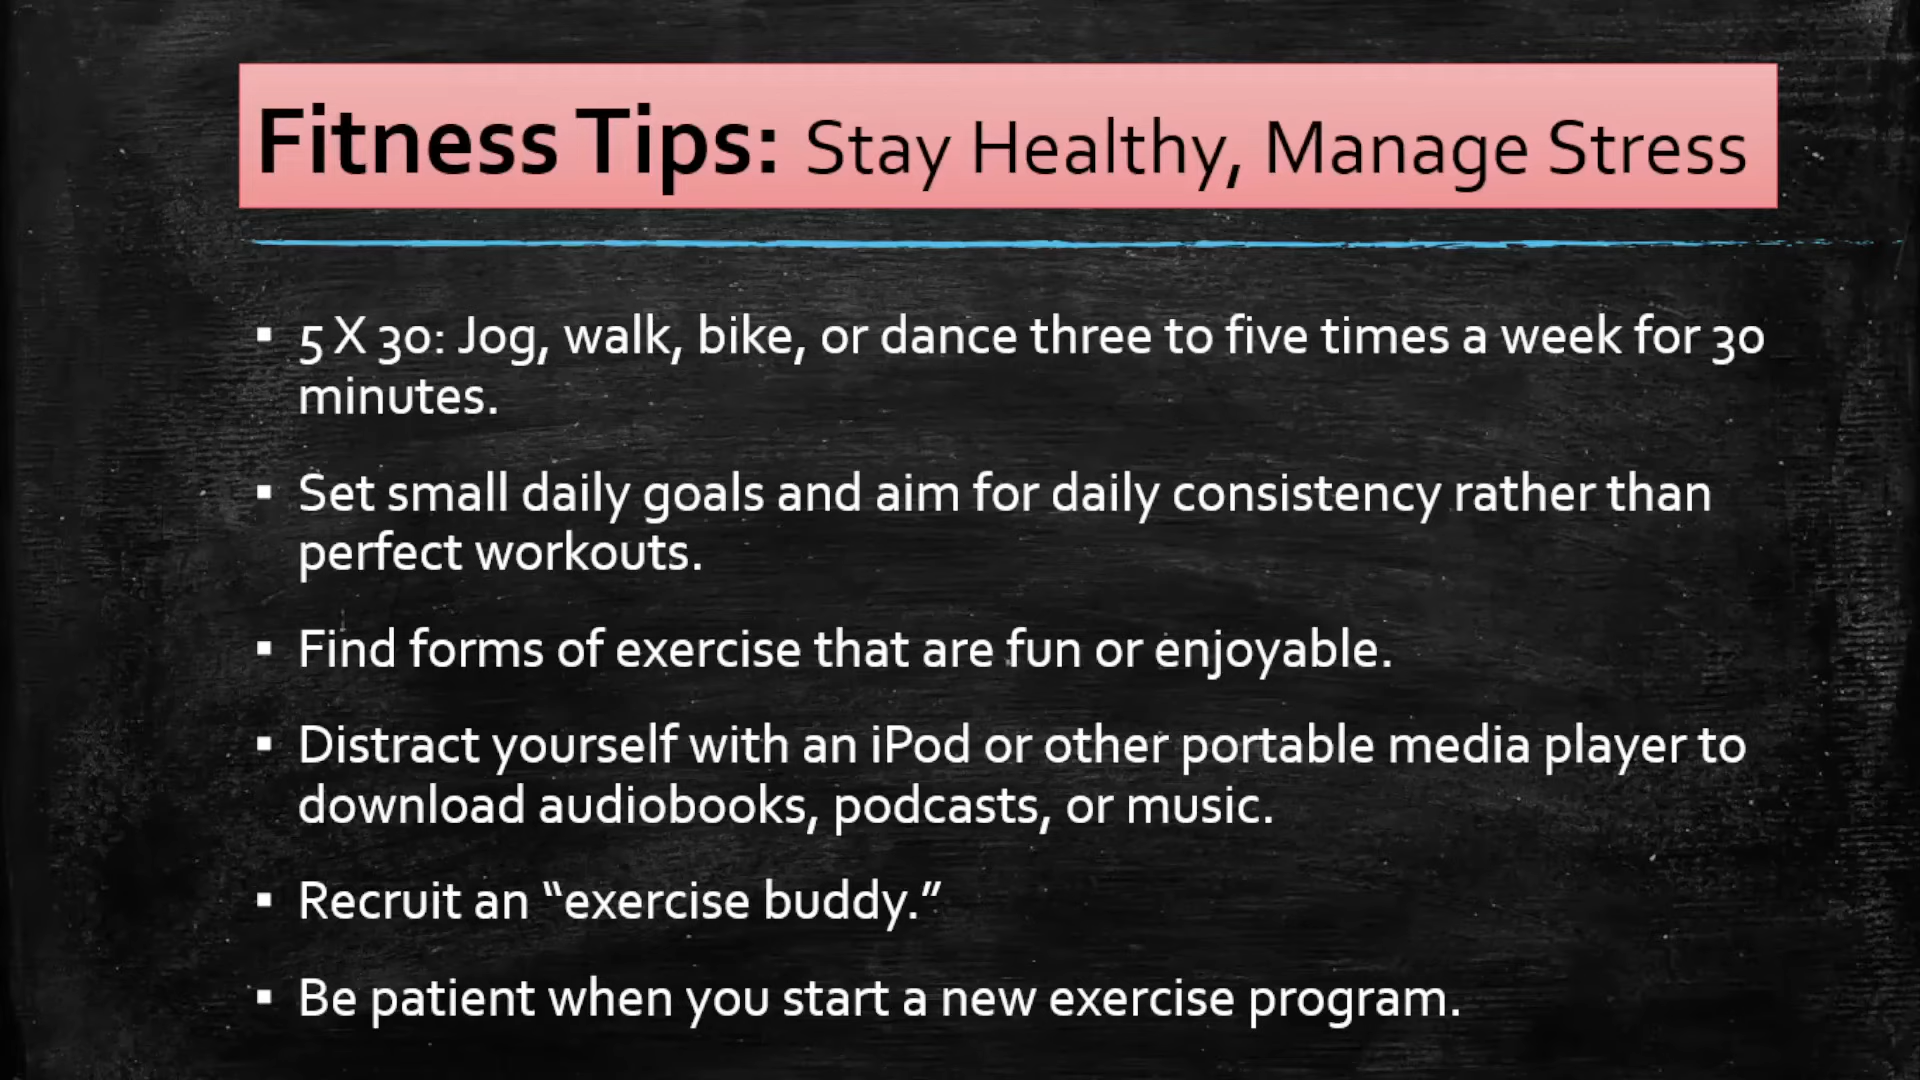 Fitness Tips: Stay Healthy, Manage Stress
▪ 5 X 30: Jog, walk, bike, or dance three to five times a week for 30
minutes.
▪ Set small daily goals and aim for daily consistency rather than
perfect workouts.
▪ Find forms of exercise that are fun or enjoyable.
▪ Distract yourself with an iPod or other portable media player to
download audiobooks, podcasts, or music.
▪ Recruit an “exercise buddy.”
▪ Be patient when you start a new exercise program.